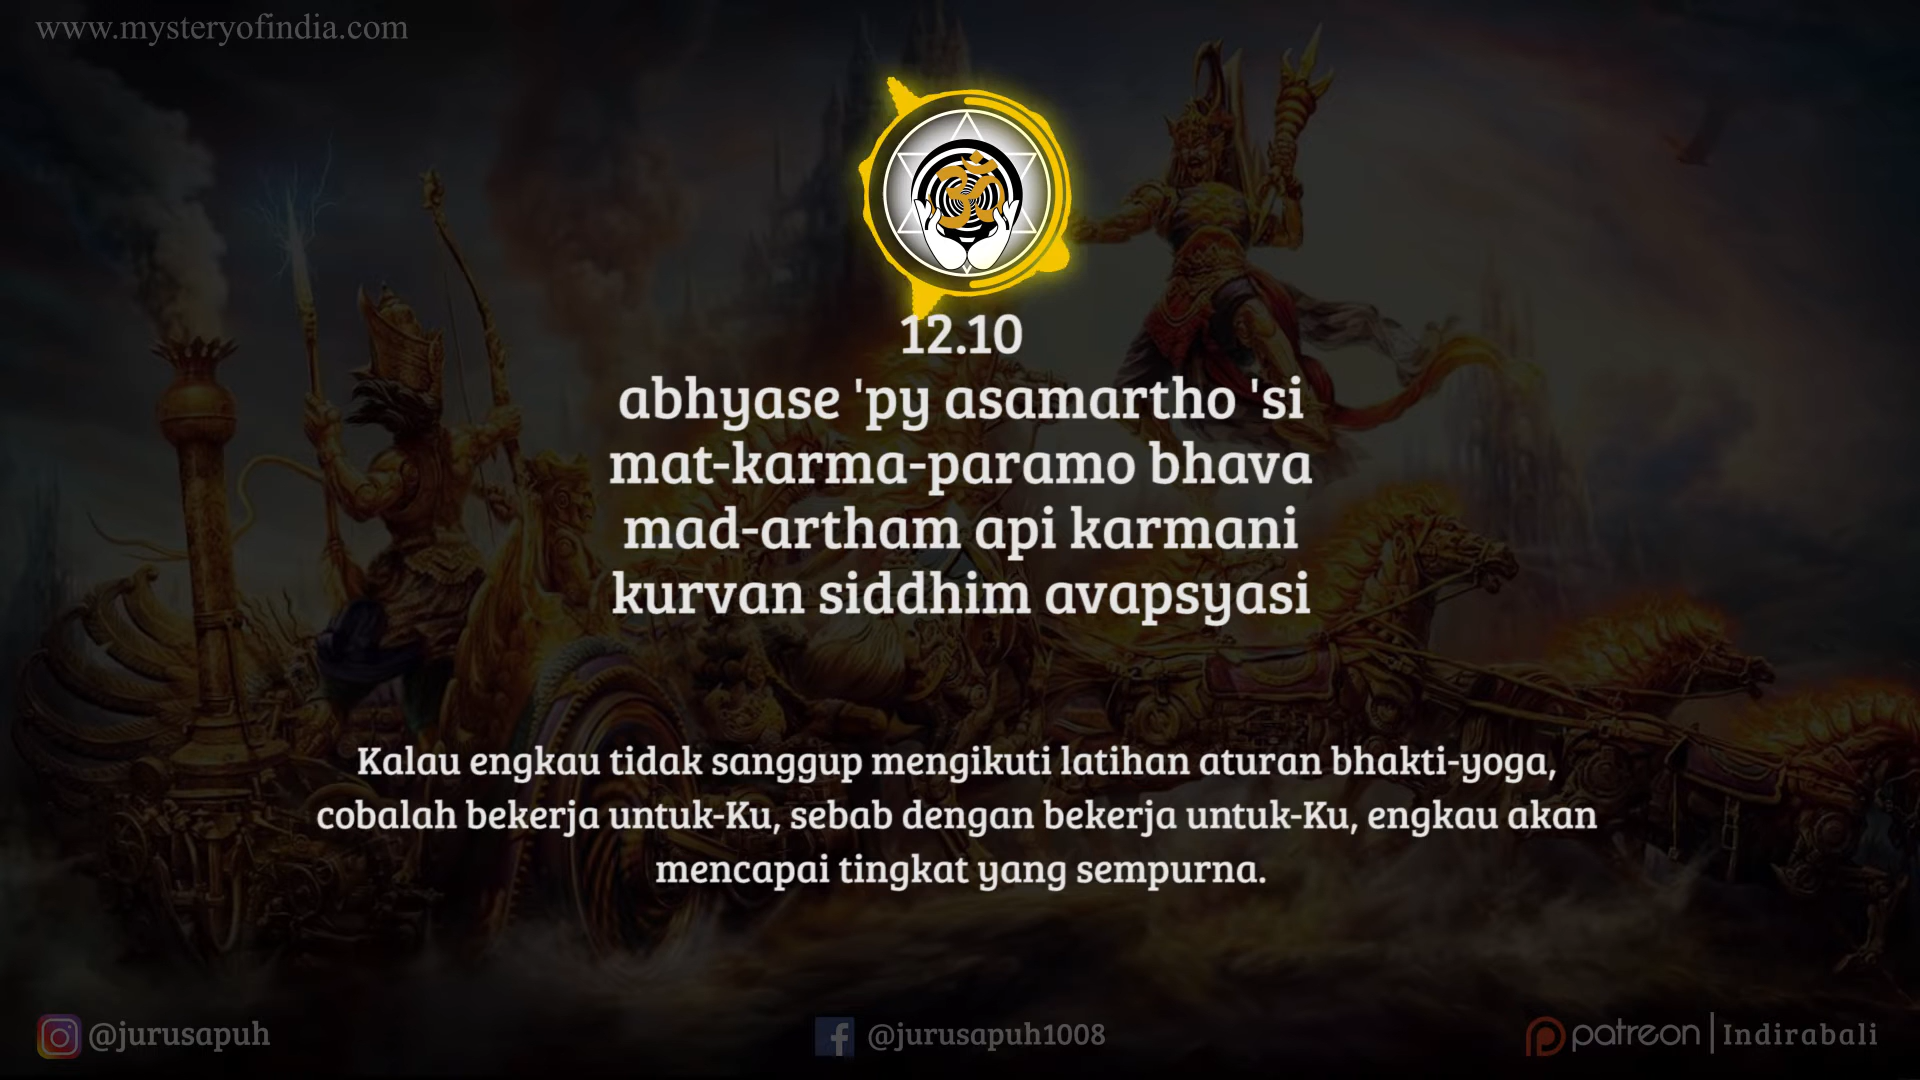 www.mysteryofindia.com
ॐ
12.10
abhyase 'py asamartho 'si
mat-karma-paramo bhava
mad-artham api karmani
kurvan siddhim avapsyasi
Kalau engkau tidak sanggup mengikuti latihan aturan bhakti-yoga,
cobalah bekerja untuk-Ku, sebab dengan bekerja untuk-Ku, engkau akan
mencapai tingkat yang sempurna.
@jurusapuh
@jurusapuh1008
patreon | Indirabali